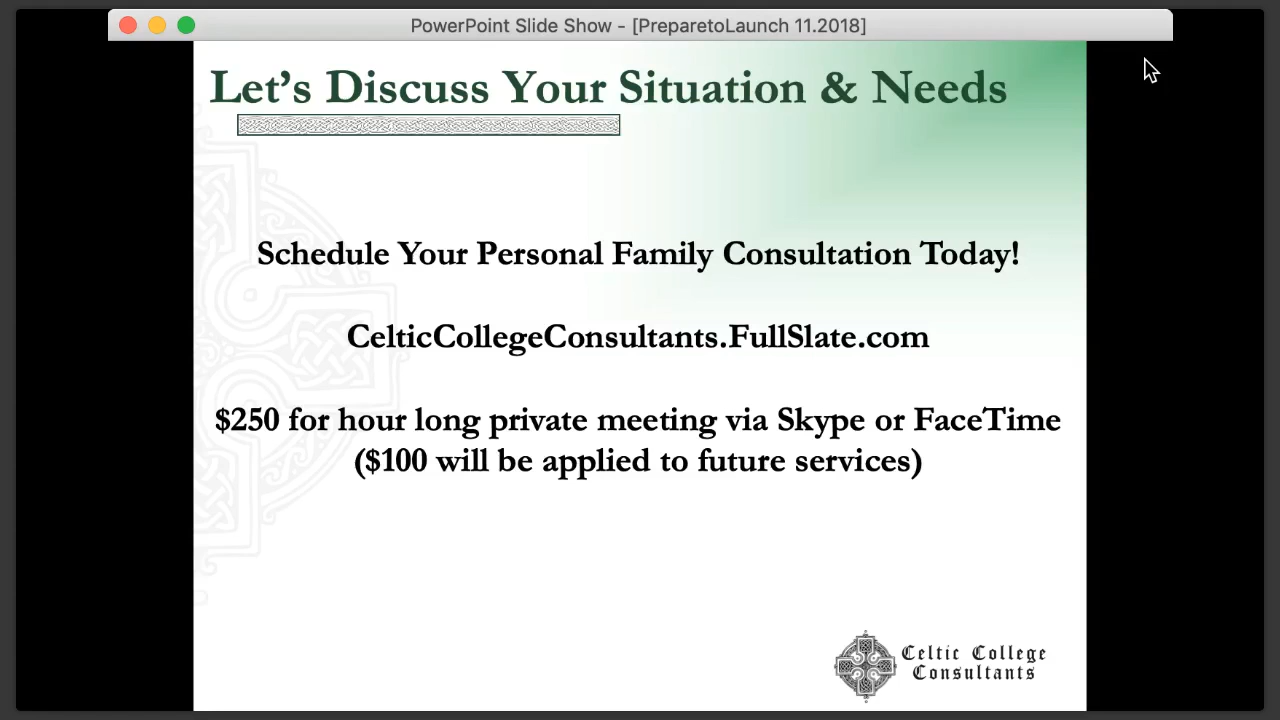 PowerPoint Slide Show - [PreparetoLaunch 11.2018]
Let’s Discuss Your Situation & Needs
Schedule Your Personal Family Consultation Today!
CelticCollegeConsultants.FullSlate.com
$250 for hour long private meeting via Skype or FaceTime
($100 will be applied to future services)
Celtic College
Consultants